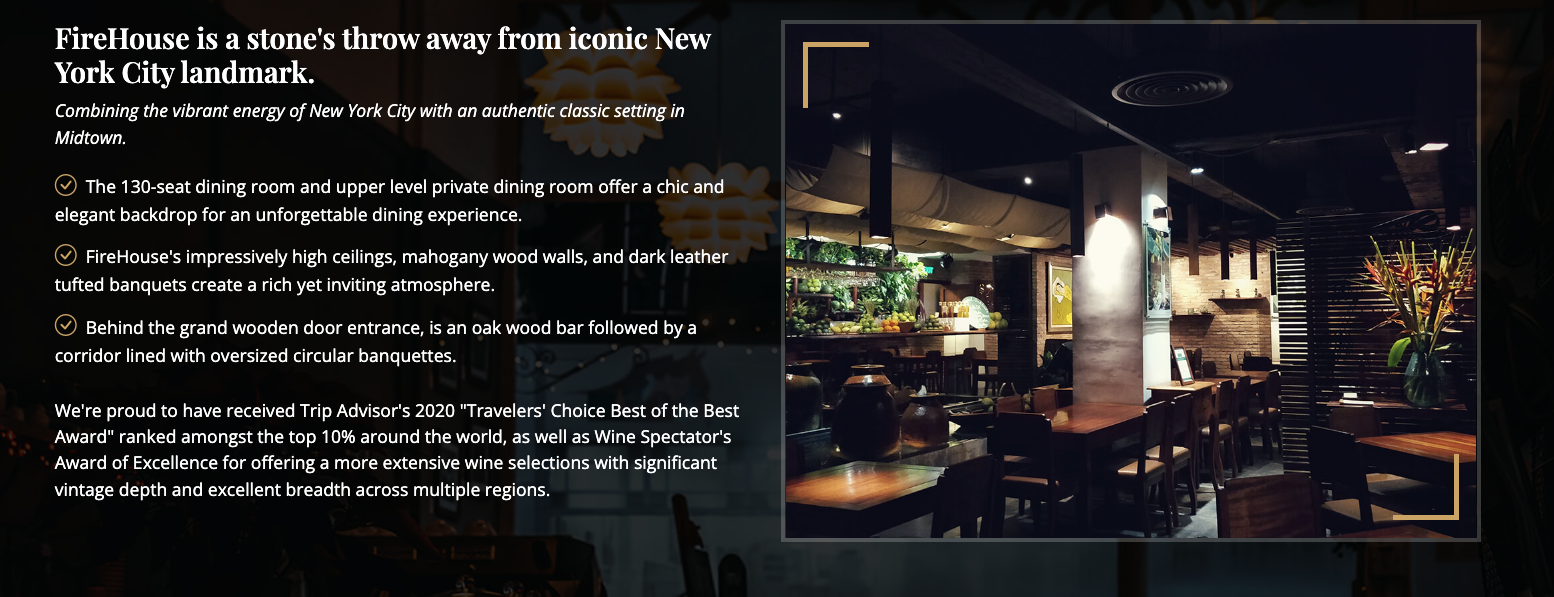 FireHouse is a stone's throw away from iconic New
York City landmark.
Combining the vibrant energy of New York City with an authentic classic setting in
Midtown.
The 130-seat dining room and upper level private dining room offer a chic and
elegant backdrop for an unforgettable dining experience.
FireHouse's impressively high ceilings, mahogany wood walls, and dark leather
tufted banquets create a rich yet inviting atmosphere.
Behind the grand wooden door entrance, is an oak wood bar followed by a
corridor lined with oversized circular banquettes.
We're proud to have received Trip Advisor's 2020 "Travelers' Choice Best of the Best
Award" ranked amongst the top 10% around the world, as well as Wine Spectator's
Award of Excellence for offering a more extensive wine selections with significant
vintage depth and excellent breadth across multiple regions.